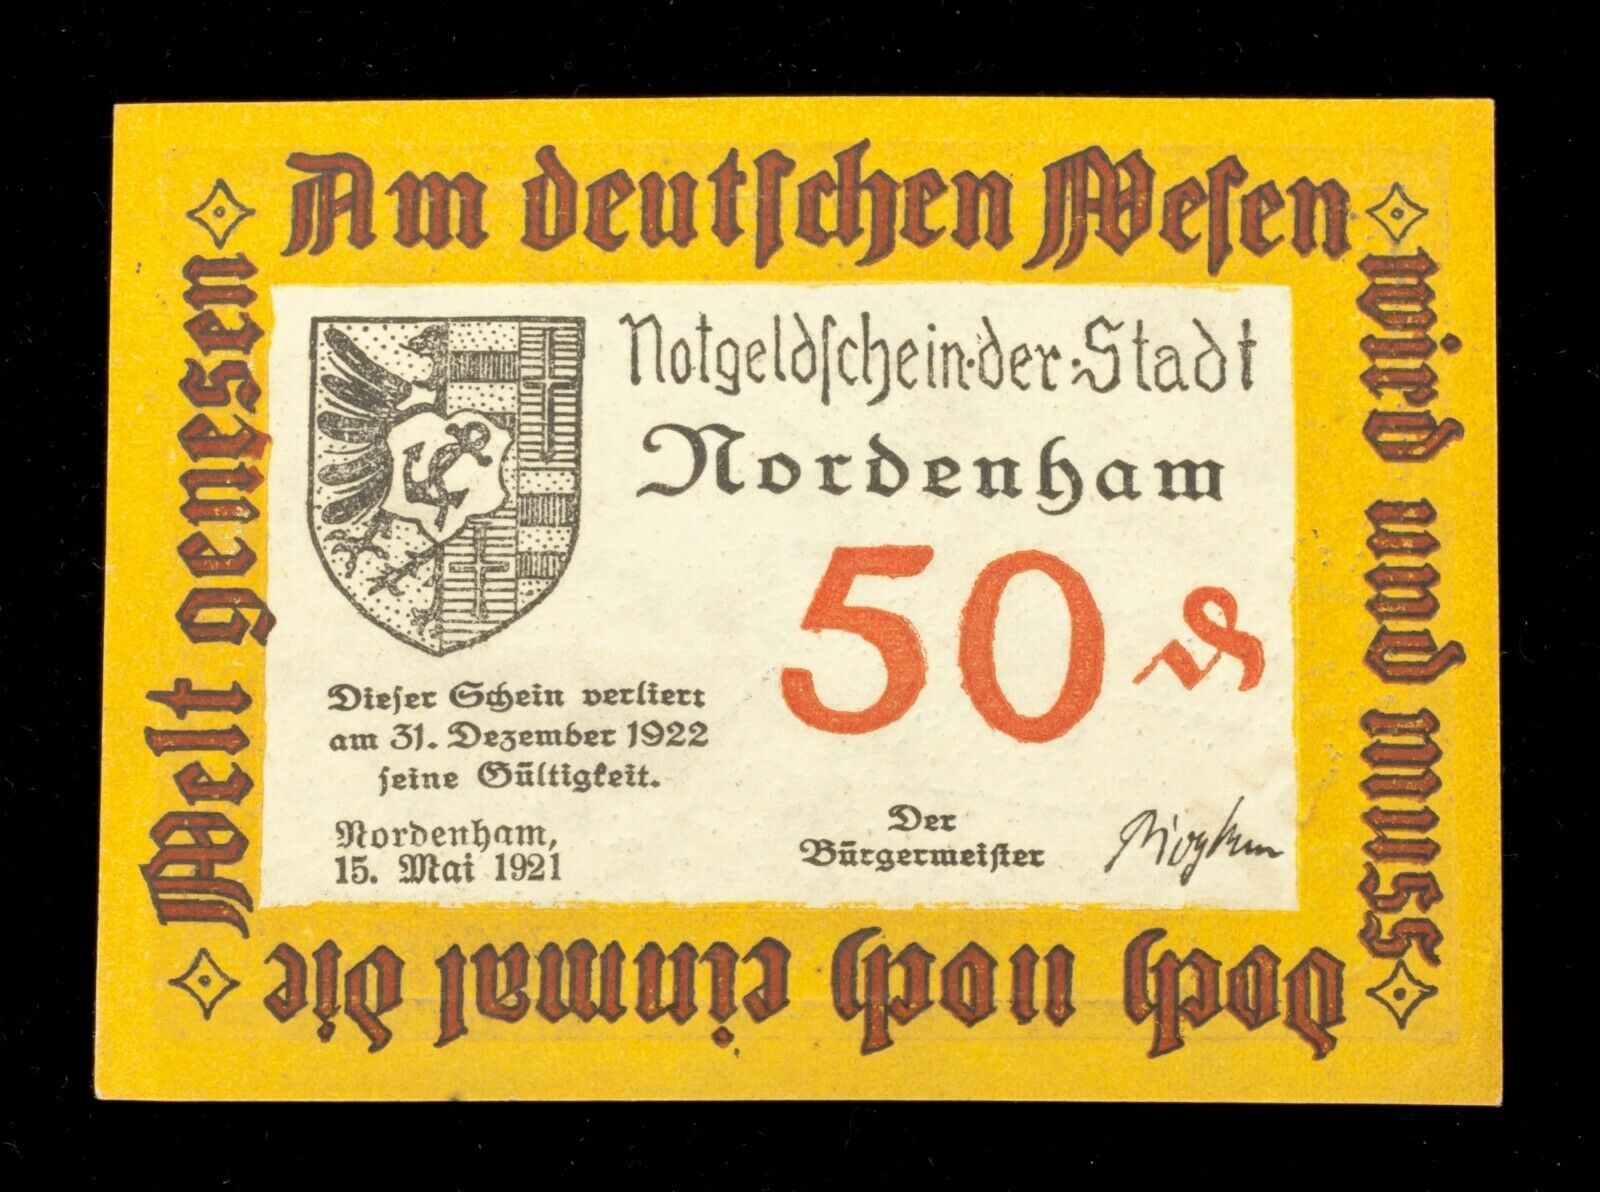 Am deutschen Wesen
wird und muss
doch noch einmal die
Welt genesen
Notgeldschein·der·Stadt
Nordenham
50 ₰
Dieser Schein verliert
am 31. Dezember 1922
seine Gültigkeit.
Nordenham,
15. Mai 1921
Der
Bürgermeister